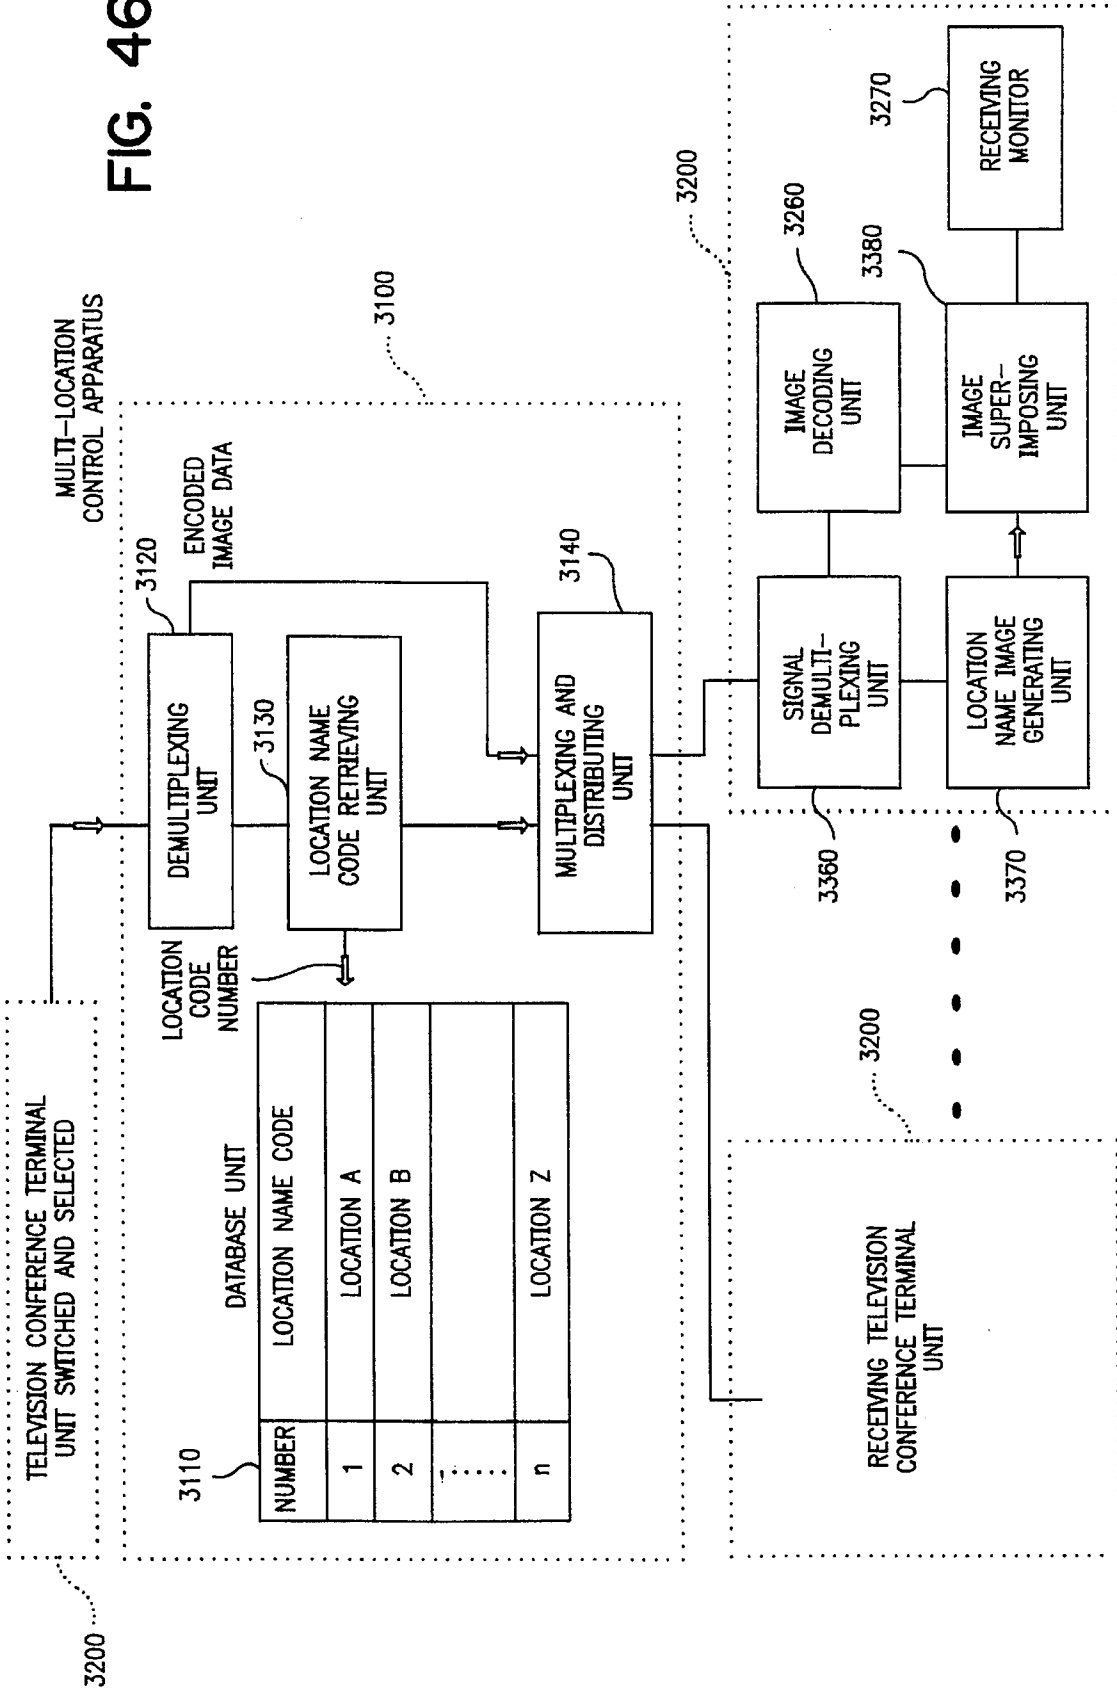 FIG. 46
3200
TELEVISION CONFERENCE TERMINAL
UNIT SWITCHED AND SELECTED
MULTI-LOCATION
CONTROL APPARATUS
3100
3120
DEMULTIPLEXING
UNIT
ENCODED
IMAGE DATA
LOCATION
CODE
NUMBER
3130
LOCATION NAME
CODE RETRIEVING
UNIT
3110
DATABASE UNIT
NUMBER
LOCATION NAME CODE
1
LOCATION A
2
LOCATION B
n
LOCATION Z
3140
MULTIPLEXING AND
DISTRIBUTING
UNIT
3200
RECEIVING TELEVISION
CONFERENCE TERMINAL
UNIT
3200
3360
SIGNAL
DEMULTI-
PLEXING
UNIT
3260
IMAGE
DECODING
UNIT
3370
LOCATION
NAME IMAGE
GENERATING
UNIT
3380
IMAGE
SUPER-
IMPOSING
UNIT
3270
RECEIVING
MONITOR